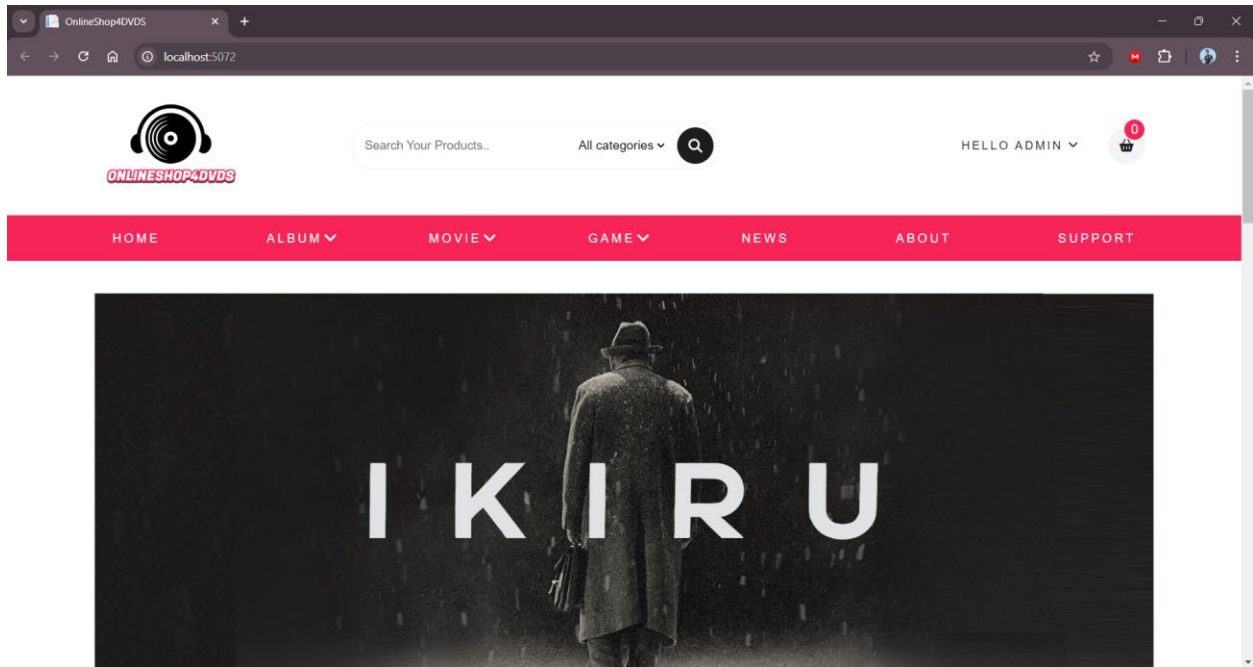 OnlineShop4DVDS
localhost:5072
ONLINESHOP4DVDS
Search Your Products.. All categories
HELLO ADMIN
0
HOME ALBUM MOVIE GAME NEWS ABOUT SUPPORT
IKIRU